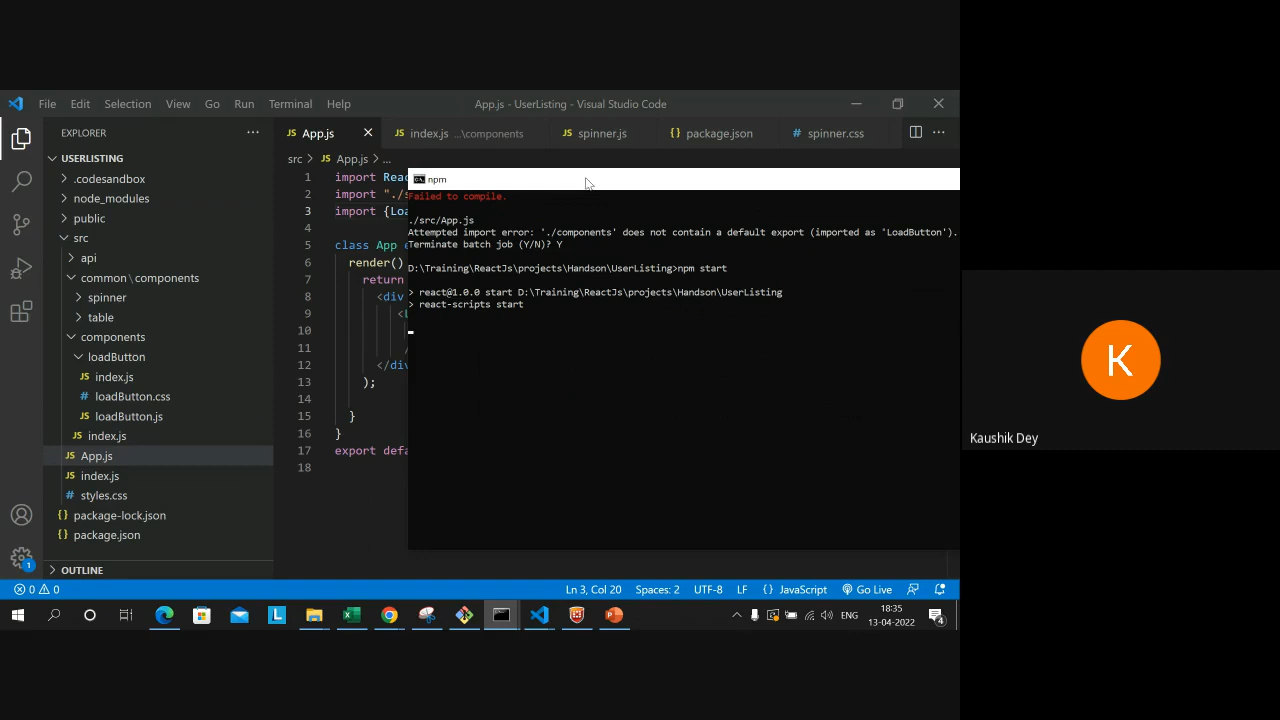 File Edit Selection View Go Run Terminal Help
App.js - UserListing - Visual Studio Code
EXPLORER
App.js
index.js ...\components
spinner.js
package.json
spinner.css
USERLISTING
.codesandbox
node_modules
public
src
api
common\components
spinner
table
components
loadButton
index.js
loadButton.css
loadButton.js
index.js
App.js
index.js
styles.css
package-lock.json
package.json
OUTLINE
src > App.js > ...
1 import Rea
2 import "./s
3 import {Loa
4
5 class App e
6 render()
7 return
8 <div
9 <L
10
11 /
12 </div
13 );
14
15 }
16 }
17 export defa
18
npm
Failed to compile.
./src/App.js
Attempted import error: './components' does not contain a default export (imported as 'LoadButton').
Terminate batch job (Y/N)? Y
D:\Training\ReactJs\projects\Handson\UserListing>npm start
> react@1.0.0 start D:\Training\ReactJs\projects\Handson\UserListing
> react-scripts start
K
Kaushik Dey
0 0
Ln 3, Col 20 Spaces: 2 UTF-8 LF {} JavaScript Go Live
1
L
ENG
18:35
13-04-2022
4